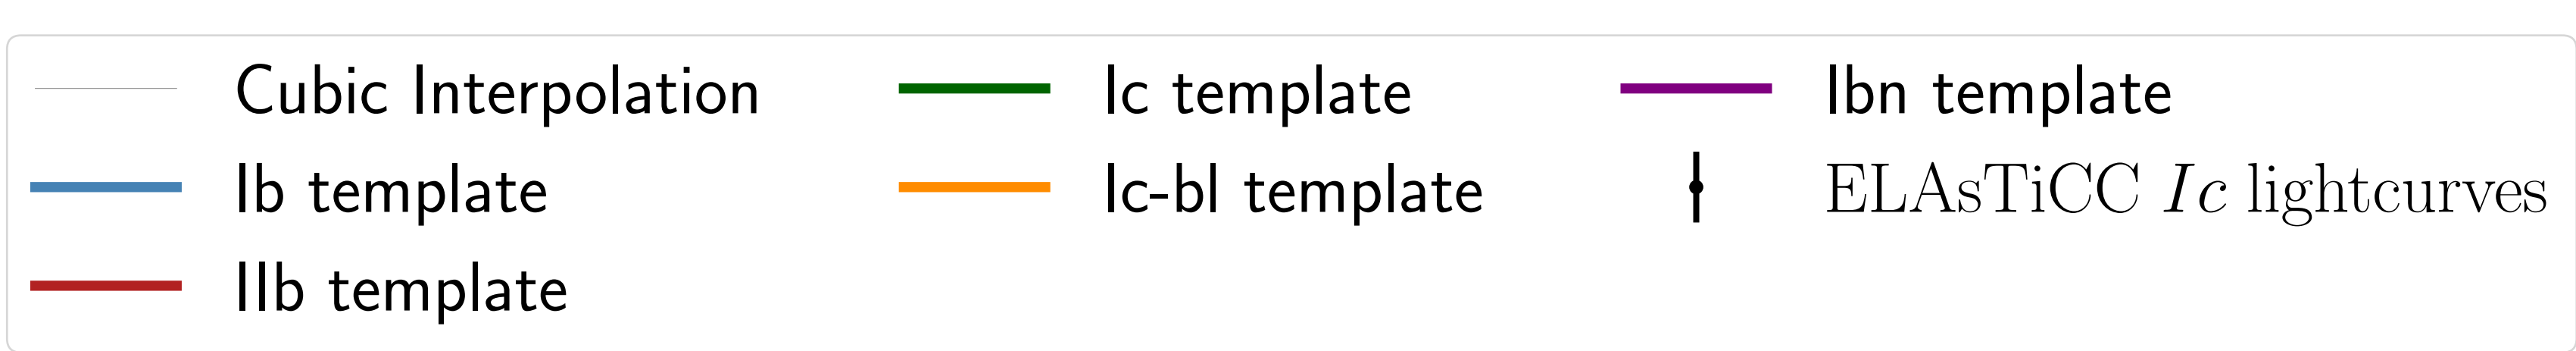 Cubic Interpolation
Ib template
IIb template
Ic template
Ic-bl template
Ibn template
ELAsTiCC Ic lightcurves